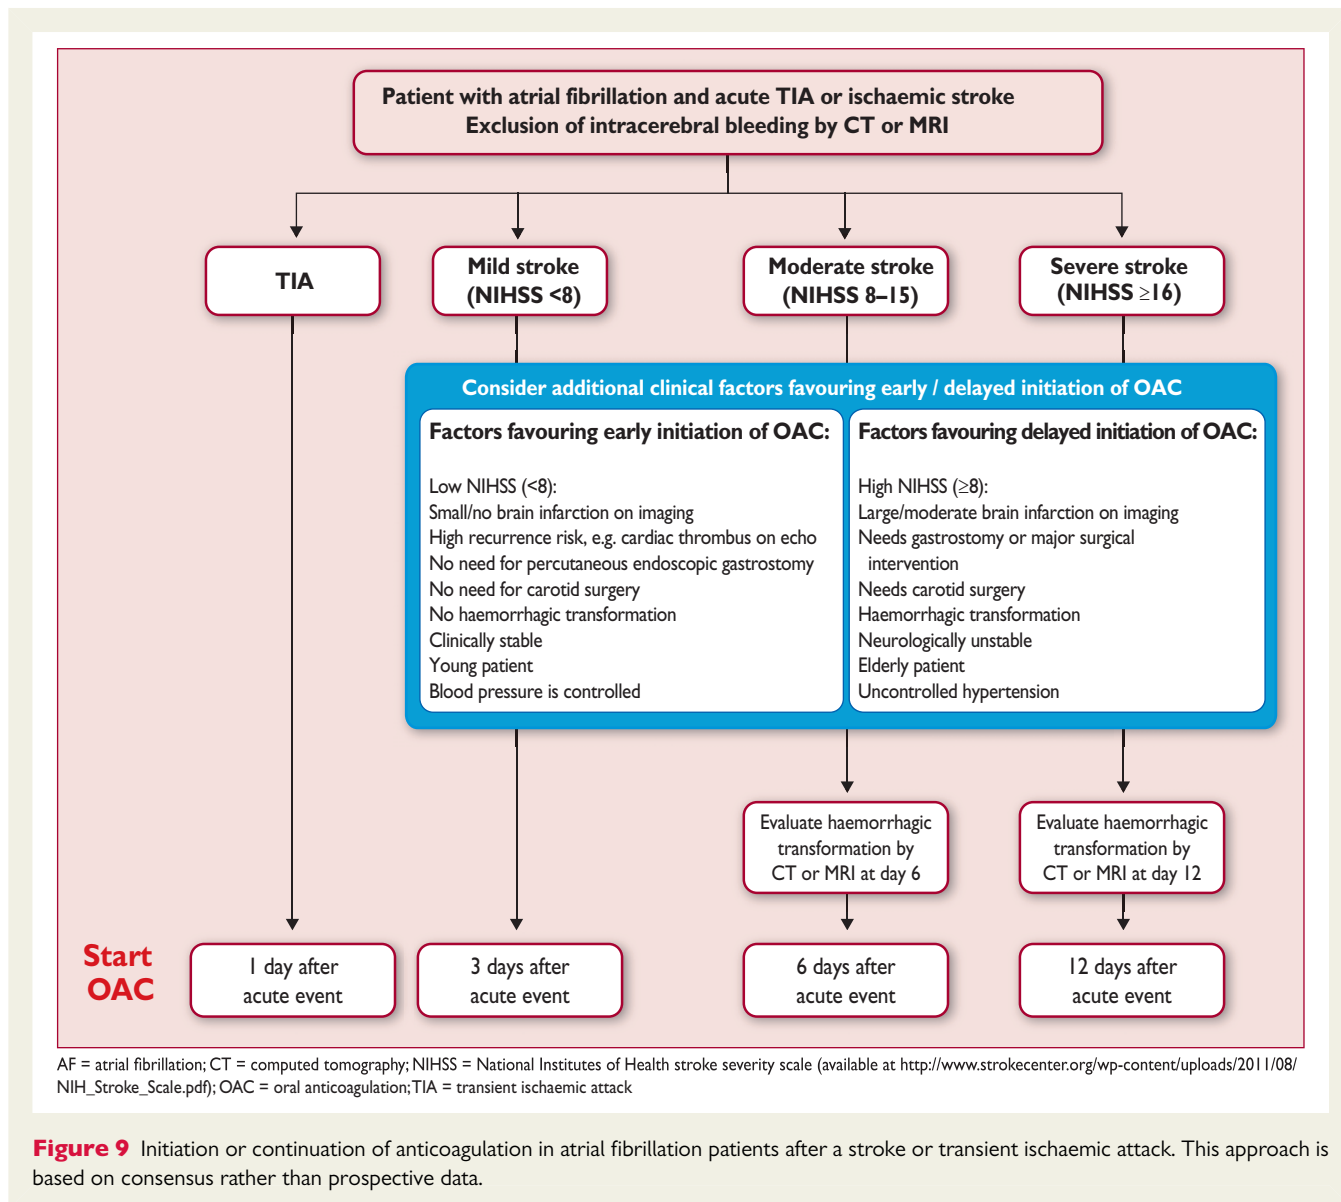 Patient with atrial fibrillation and acute TIA or ischaemic stroke
Exclusion of intracerebral bleeding by CT or MRI
TIA
Mild stroke
(NIHSS <8)
Moderate stroke
(NIHSS 8–15)
Severe stroke
(NIHSS ≥16)
Consider additional clinical factors favouring early / delayed initiation of OAC
Factors favouring early initiation of OAC:
Low NIHSS (<8):
Small/no brain infarction on imaging
High recurrence risk, e.g. cardiac thrombus on echo
No need for percutaneous endoscopic gastrostomy
No need for carotid surgery
No haemorrhagic transformation
Clinically stable
Young patient
Blood pressure is controlled
Factors favouring delayed initiation of OAC:
High NIHSS (≥8):
Large/moderate brain infarction on imaging
Needs gastrostomy or major surgical
intervention
Needs carotid surgery
Haemorrhagic transformation
Neurologically unstable
Elderly patient
Uncontrolled hypertension
Evaluate haemorrhagic
transformation by
CT or MRI at day 6
Evaluate haemorrhagic
transformation by
CT or MRI at day 12
Start
OAC
1 day after
acute event
3 days after
acute event
6 days after
acute event
12 days after
acute event
AF = atrial fibrillation; CT = computed tomography; NIHSS = National Institutes of Health stroke severity scale (available at http://www.strokecenter.org/wp-content/uploads/2011/08/
NIH_Stroke_Scale.pdf); OAC = oral anticoagulation; TIA = transient ischaemic attack
Figure 9 Initiation or continuation of anticoagulation in atrial fibrillation patients after a stroke or transient ischaemic attack. This approach is
based on consensus rather than prospective data.